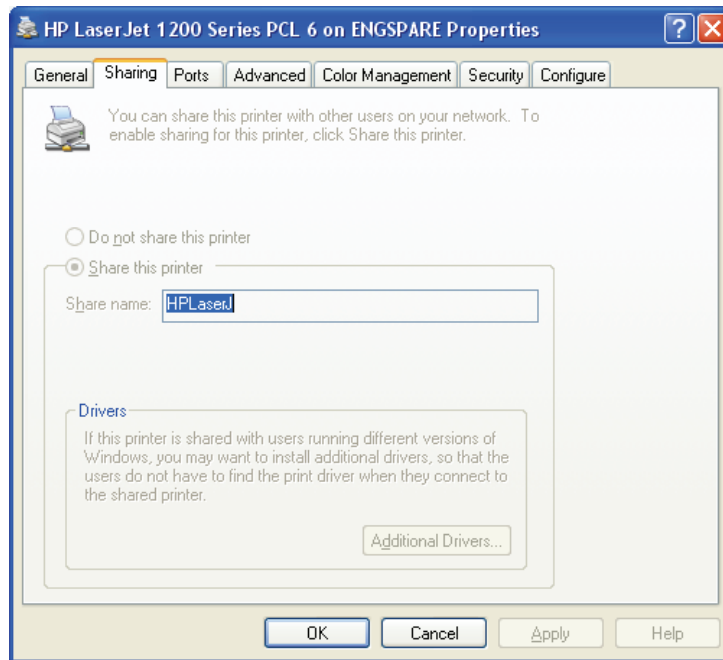 HP LaserJet 1200 Series PCL 6 on ENGSPARE Properties
General Sharing Ports Advanced Color Management Security Configure
You can share this printer with other users on your network. To
enable sharing for this printer, click Share this printer.
Do not share this printer
Share this printer
Share name: HPLaserJ
Drivers
If this printer is shared with users running different versions of
Windows, you may want to install additional drivers, so that the
users do not have to find the print driver when they connect to
the shared printer.
Additional Drivers...
OK Cancel Apply Help